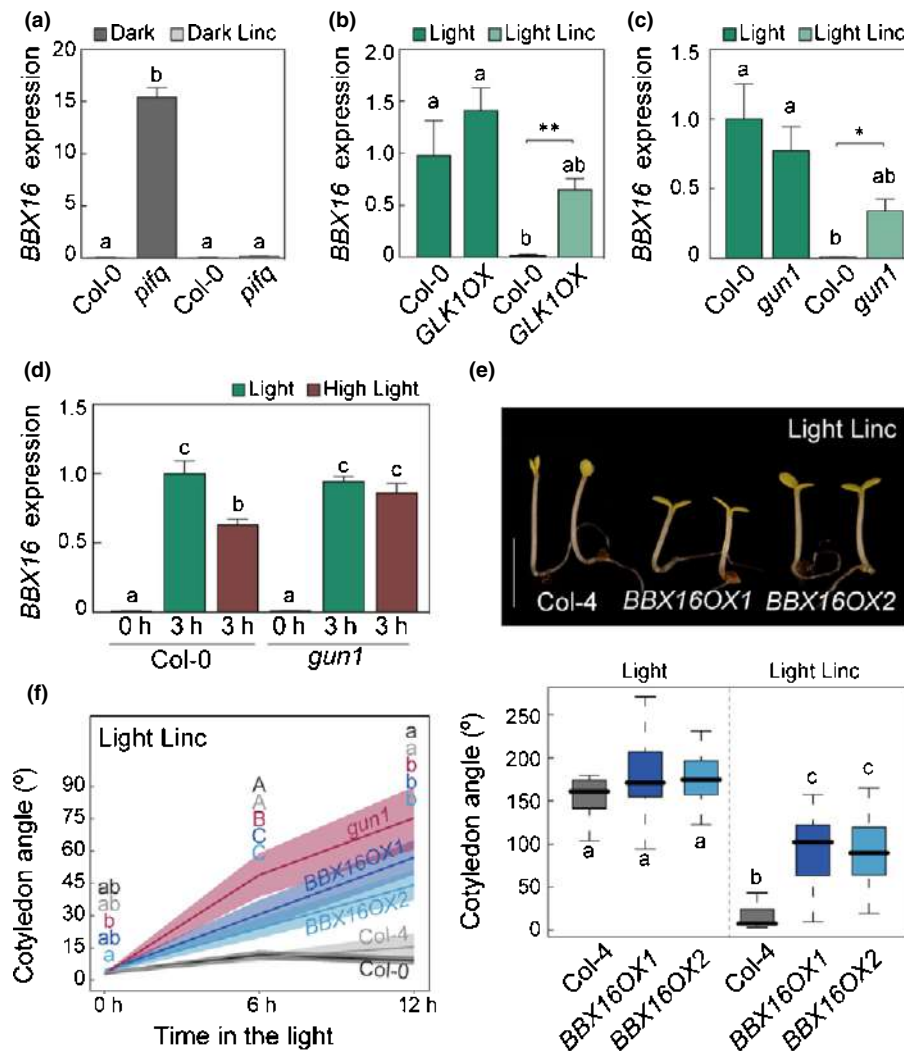 (a)
Dark Dark Linc
BBX16 expression
20
15
10
5
0
a
b
a
a
Col-0
pifq
Col-0
pifq
(b)
Light Light Linc
BBX16 expression
2.0
1.5
1.0
0.5
0
a
a
**
b
ab
Col-0
GLK1OX
Col-0
GLK1OX
(c)
Light Light Linc
BBX16 expression
1.5
1.0
0.5
0
a
a
*
b
ab
Col-0
gun1
Col-0
gun1
(d)
Light High Light
BBX16 expression
1.5
1.0
0.5
0
a
c
b
a
c
c
0 h 3 h 3 h 0 h 3 h 3 h
Col-0 gun1
(e)
Light Linc
Col-4 BBX16OX1 BBX16OX2
Light Light Linc
Cotyledon angle (º)
250
200
150
100
50
0
a
a
a
b
c
c
Col-4
BBX16OX1
BBX16OX2
Col-4
BBX16OX1
BBX16OX2
(f)
Light Linc
Cotyledon angle (º)
90
75
60
45
30
15
0
ab
ab
b
ab
a
A
A
B
C
C
a
a
b
b
b
gun1
BBX16OX1
BBX16OX2
Col-4
Col-0
0 h 6 h 12 h
Time in the light